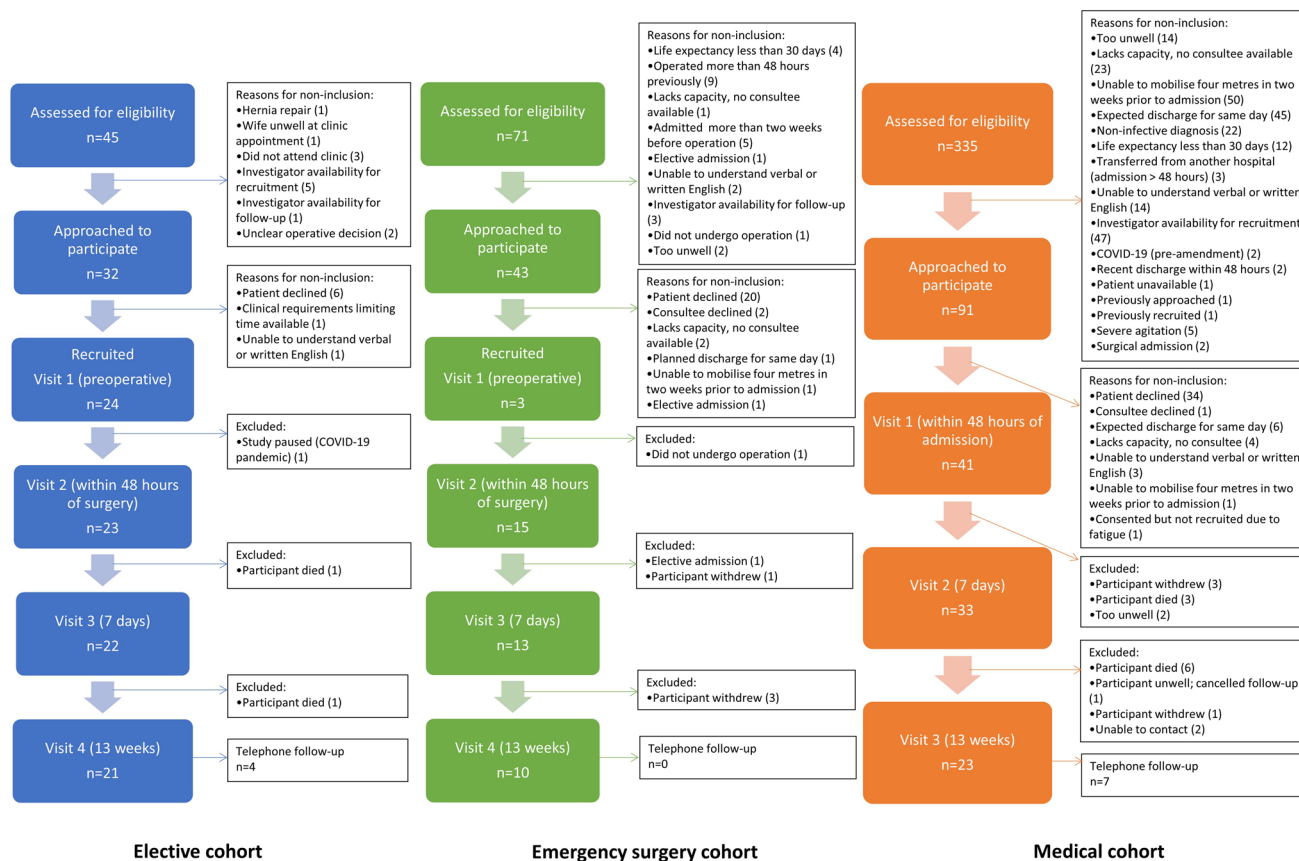 Assessed for eligibility
n=45
Reasons for non-inclusion:
•Hernia repair (1)
•Wife unwell at clinic
appointment (1)
•Did not attend clinic (3)
•Investigator availability for
recruitment (5)
•Investigator availability for
follow-up (1)
•Unclear operative decision (2)
Approached to
participate
n=32
Reasons for non-inclusion:
•Patient declined (6)
•Clinical requirements limiting
time available (1)
•Unable to understand verbal
or written English (1)
Recruited
Visit 1 (preoperative)
n=24
Excluded:
•Study paused (COVID-19
pandemic) (1)
Visit 2 (within 48 hours
of surgery)
n=23
Excluded:
•Participant died (1)
Visit 3 (7 days)
n=22
Excluded:
•Participant died (1)
Visit 4 (13 weeks)
n=21
Telephone follow-up
n=4
Elective cohort
Assessed for eligibility
n=71
Reasons for non-inclusion:
•Life expectancy less than 30 days (4)
•Operated more than 48 hours
previously (9)
•Lacks capacity, no consultee
available (1)
•Admitted more than two weeks
before operation (5)
•Elective admission (1)
•Unable to understand verbal or
written English (2)
•Investigator availability for follow-up
(3)
•Did not undergo operation (1)
•Too unwell (2)
Approached to
participate
n=43
Reasons for non-inclusion:
•Patient declined (20)
•Consultee declined (2)
•Lacks capacity, no consultee
available (2)
•Planned discharge for same day (1)
•Unable to mobilise four metres in
two weeks prior to admission (1)
•Elective admission (1)
Recruited
Visit 1 (preoperative)
n=3
Excluded:
•Did not undergo operation (1)
Visit 2 (within 48 hours
of surgery)
n=15
Excluded:
•Elective admission (1)
•Participant withdrew (1)
Visit 3 (7 days)
n=13
Excluded:
•Participant withdrew (3)
Visit 4 (13 weeks)
n=10
Telephone follow-up
n=0
Emergency surgery cohort
Assessed for eligibility
n=335
Reasons for non-inclusion:
•Too unwell (14)
•Lacks capacity, no consultee available
(23)
•Unable to mobilise four metres in two
weeks prior to admission (50)
•Expected discharge for same day (45)
•Non-infective diagnosis (22)
•Life expectancy less than 30 days (12)
•Transferred from another hospital
(admission > 48 hours) (3)
•Unable to understand verbal or written
English (14)
•Investigator availability for recruitment
(47)
•COVID-19 (pre-amendment) (2)
•Recent discharge within 48 hours (2)
•Patient unavailable (1)
•Previously approached (1)
•Previously recruited (1)
•Severe agitation (5)
•Surgical admission (2)
Approached to
participate
n=91
Reasons for non-inclusion:
•Patient declined (34)
•Consultee declined (1)
•Expected discharge for same day (6)
•Lacks capacity, no consultee (4)
•Unable to understand verbal or written
English (3)
•Unable to mobilise four metres in two
weeks prior to admission (1)
•Consented but not recruited due to
fatigue (1)
Visit 1 (within 48 hours of
admission)
n=41
Excluded:
•Participant withdrew (3)
•Participant died (3)
•Too unwell (2)
Visit 2 (7 days)
n=33
Excluded:
•Participant died (6)
•Participant unwell; cancelled follow-up
(1)
•Participant withdrew (1)
•Unable to contact (2)
Visit 3 (13 weeks)
n=23
Telephone follow-up
n=7
Medical cohort